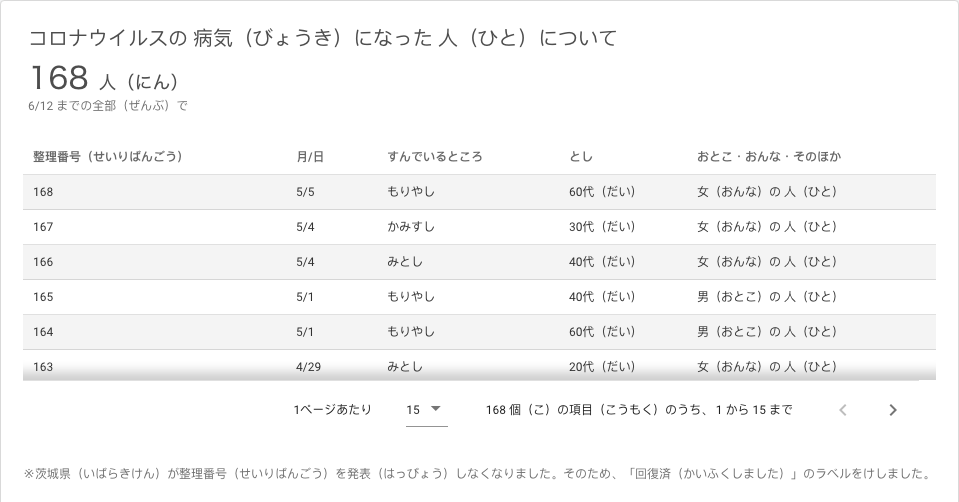 コロナウイルスの 病気（びょうき）になった 人（ひと）について
168 人（にん）
6/12 までの全部（ぜんぶ）で
整理番号（せいりばんごう） 月/日 すんでいるところ とし おとこ・おんな・そのほか
168 5/5 もりやし 60代（だい） 女（おんな）の 人（ひと）
167 5/4 かみすし 30代（だい） 女（おんな）の 人（ひと）
166 5/4 みとし 40代（だい） 女（おんな）の 人（ひと）
165 5/1 もりやし 40代（だい） 男（おとこ）の 人（ひと）
164 5/1 もりやし 60代（だい） 男（おとこ）の 人（ひと）
163 4/29 みとし 20代（だい） 女（おんな）の 人（ひと）
1ページあたり 15 168 個（こ）の項目（こうもく）のうち、1 から 15 まで
※茨城県（いばらきけん）が整理番号（せいりばんごう）を発表（はっぴょう）しなくなりました。そのため、「回復済（かいふくしました）」のラベルをけしました。